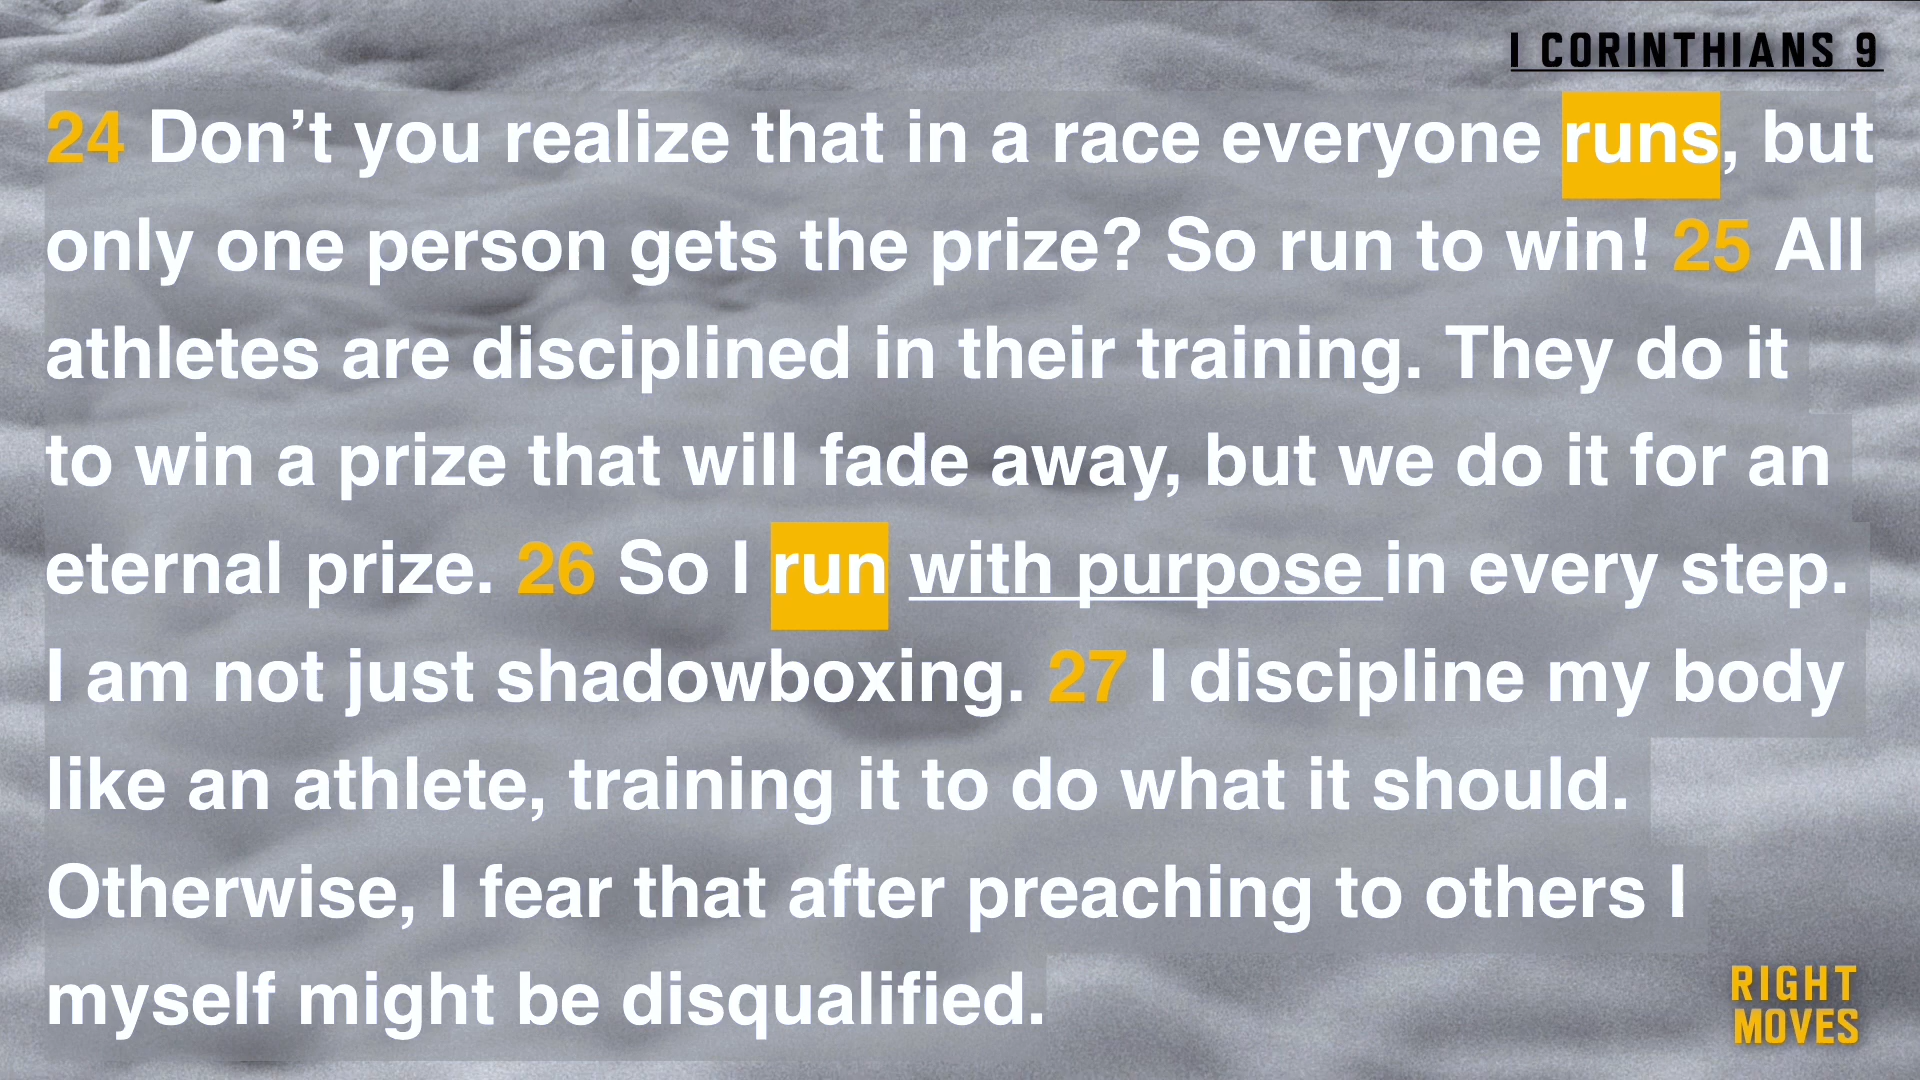 I CORINTHIANS 9
24 Don’t you realize that in a race everyone runs, but
only one person gets the prize? So run to win! 25 All
athletes are disciplined in their training. They do it
to win a prize that will fade away, but we do it for an
eternal prize. 26 So I run with purpose in every step.
I am not just shadowboxing. 27 I discipline my body
like an athlete, training it to do what it should.
Otherwise, I fear that after preaching to others I
myself might be disqualified.
RIGHT
MOVES